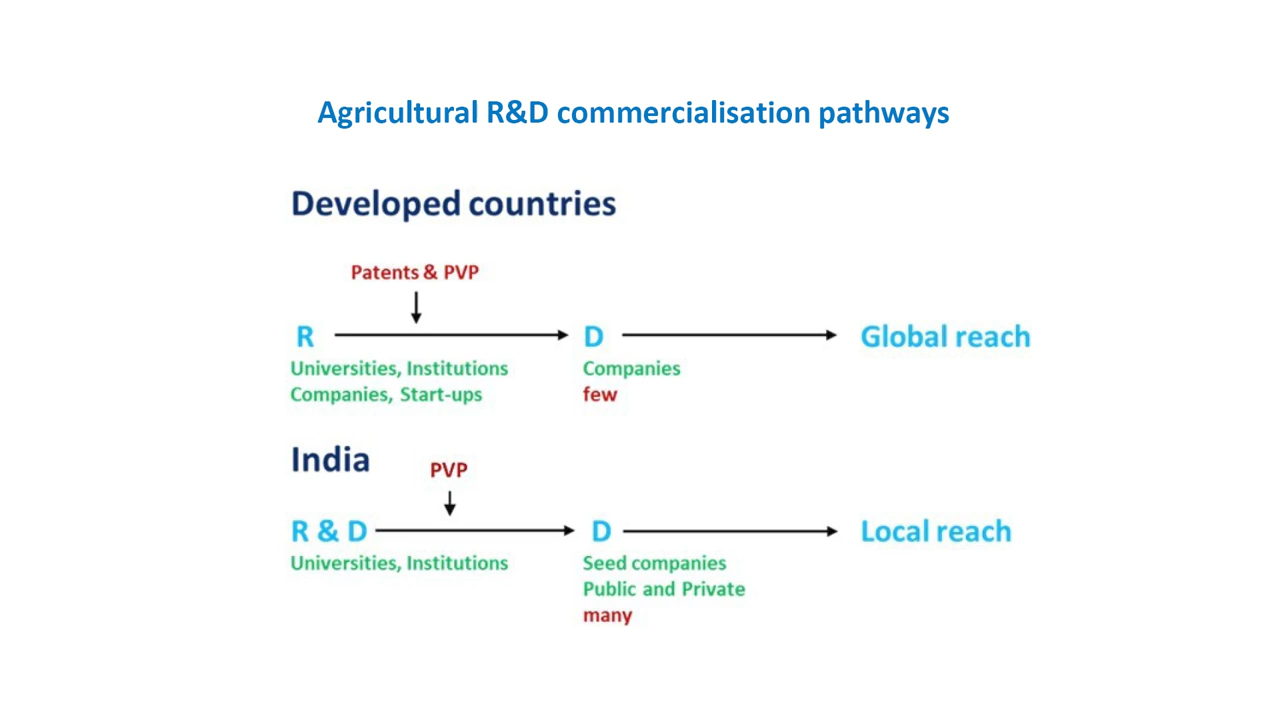 Agricultural R&D commercialisation pathways
Developed countries
Patents & PVP
R
D
Global reach
Universities, Institutions
Companies, Start-ups
Companies
few
India
PVP
R & D
D
Local reach
Universities, Institutions
Seed companies
Public and Private
many